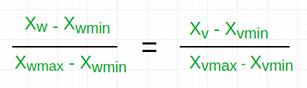 Xw - Xwmin = Xv - Xvmin
Xwmax - Xwmin Xvmax - Xvmin